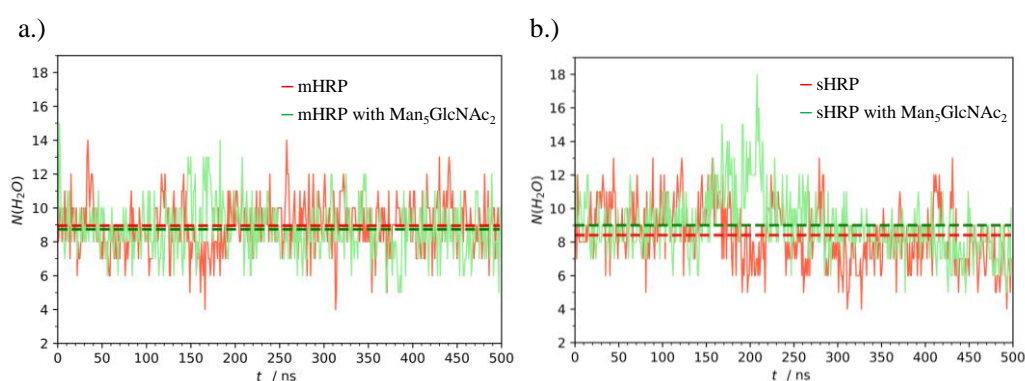 a.)
mHRP
mHRP with Man₅GlcNAc₂
N(H₂O)
18
16
14
12
10
8
6
4
2
0 50 100 150 200 250 300 350 400 450 500
t / ns
b.)
sHRP
sHRP with Man₅GlcNAc₂
N(H₂O)
18
16
14
12
10
8
6
4
2
0 50 100 150 200 250 300 350 400 450 500
t / ns